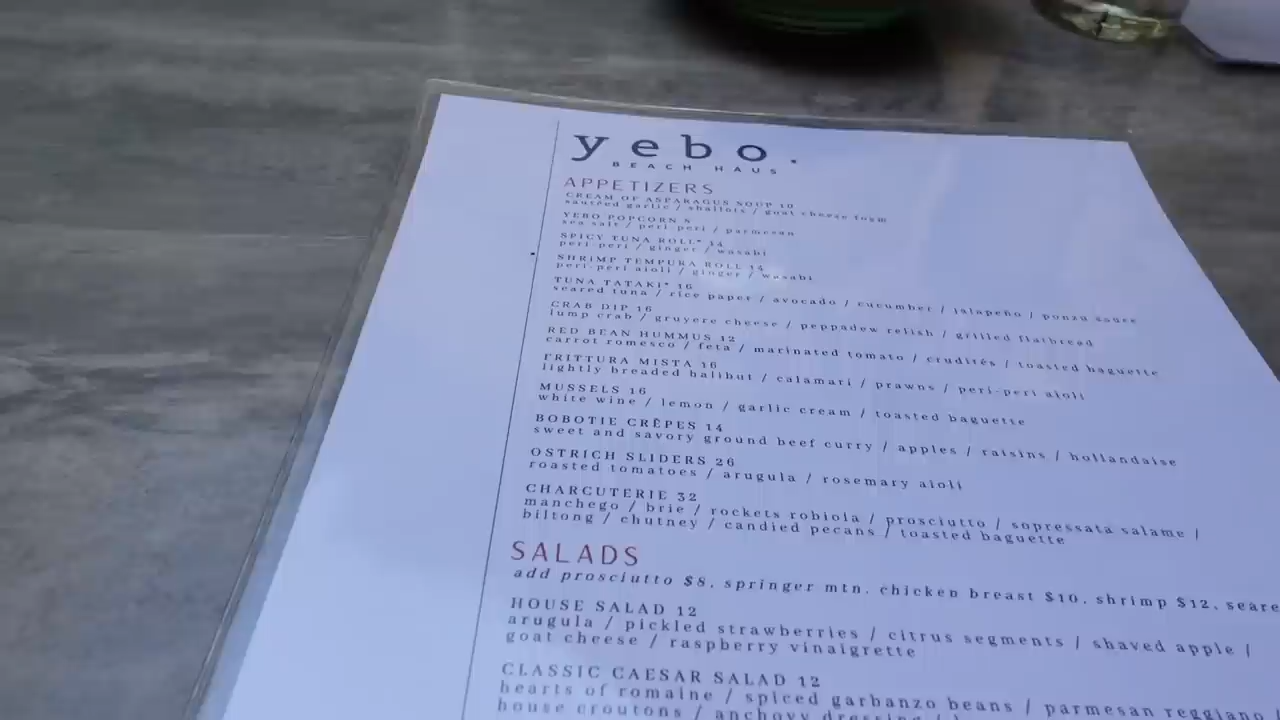 yebo.
BEACH HAUS
APPETIZERS
CREAM OF ASPARAGUS SOUP 10
sautéed garlic / shallots / goat cheese foam
YEBO POPCORN 8
sea salt / peri-peri / parmesan
SPICY TUNA ROLL* 14
peri-peri / ginger / wasabi
SHRIMP TEMPURA ROLL 14
peri-peri aioli / ginger / wasabi
TUNA TATAKI* 16
seared tuna / rice paper / avocado / cucumber / jalapeño / ponzu sauce
CRAB DIP 16
lump crab / gruyere cheese / peppadew relish / grilled flatbread
RED BEAN HUMMUS 12
carrot romesco / feta / marinated tomato / crudités / toasted baguette
FRITTURA MISTA 16
lightly breaded halibut / calamari / prawns / peri-peri aioli
MUSSELS 16
white wine / lemon / garlic cream / toasted baguette
BOBOTIE CRÊPES 14
sweet and savory ground beef curry / apples / raisins / hollandaise
OSTRICH SLIDERS 26
roasted tomatoes / arugula / rosemary aioli
CHARCUTERIE 32
manchego / brie / rockets robiola / prosciutto / sopressata salame /
biltong / chutney / candied pecans / toasted baguette
SALADS
add prosciutto $8, springer mtn. chicken breast $10, shrimp $12, seare
HOUSE SALAD 12
arugula / pickled strawberries / citrus segments / shaved apple /
goat cheese / raspberry vinaigrette
CLASSIC CAESAR SALAD 12
hearts of romaine / spiced garbanzo beans / parmesan reggiano /
house croutons / anchovy dressing /